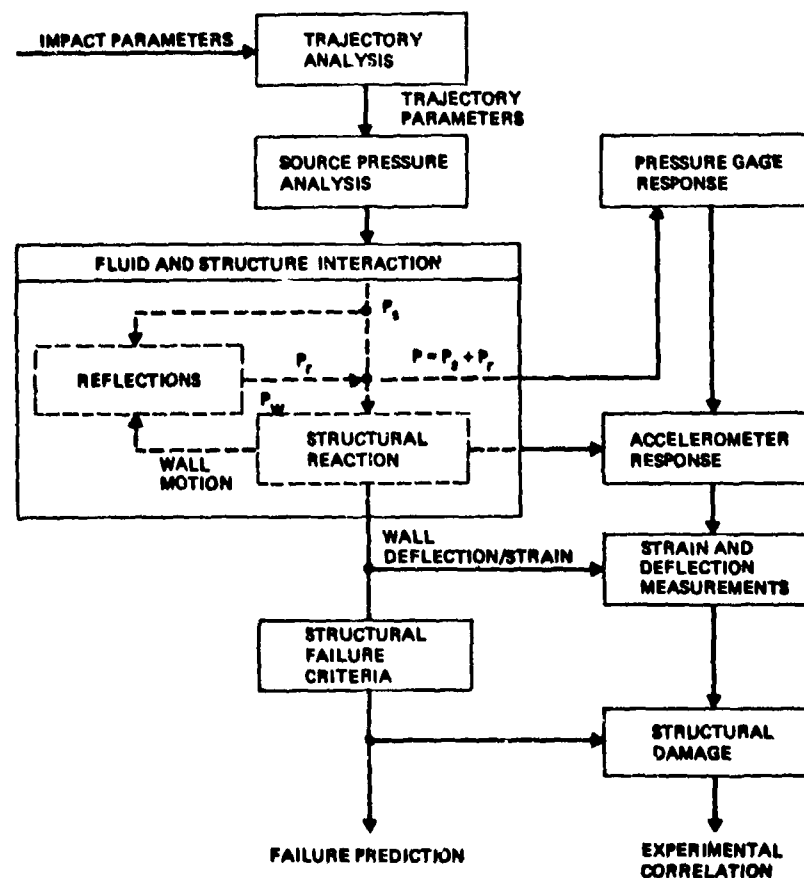 IMPACT PARAMETERS
TRAJECTORY
ANALYSIS
TRAJECTORY
PARAMETERS
SOURCE PRESSURE
ANALYSIS
PRESSURE GAGE
RESPONSE
FLUID AND STRUCTURE INTERACTION
Ps
REFLECTIONS
Pr
P = Ps + Pr
Pw
STRUCTURAL
REACTION
WALL
MOTION
ACCELEROMETER
RESPONSE
WALL
DEFLECTION/STRAIN
STRAIN AND
DEFLECTION
MEASUREMENTS
STRUCTURAL
FAILURE
CRITERIA
STRUCTURAL
DAMAGE
FAILURE PREDICTION
EXPERIMENTAL
CORRELATION